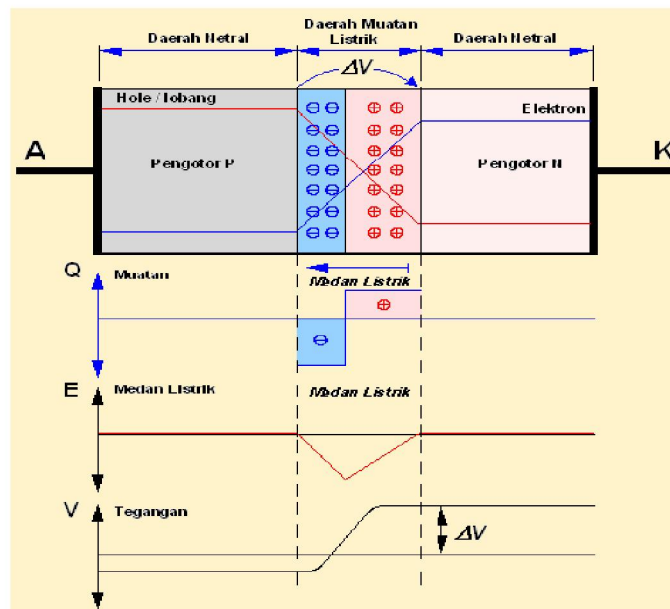 Daerah Netral
Daerah Muatan
Listrik
Daerah Netral
ΔV
Hole / lobang
Elektron
A
Pengotor P
Pengotor N
K
Q
Muatan
Medan Listrik
E
Medan Listrik
Medan Listrik
V
Tegangan
ΔV